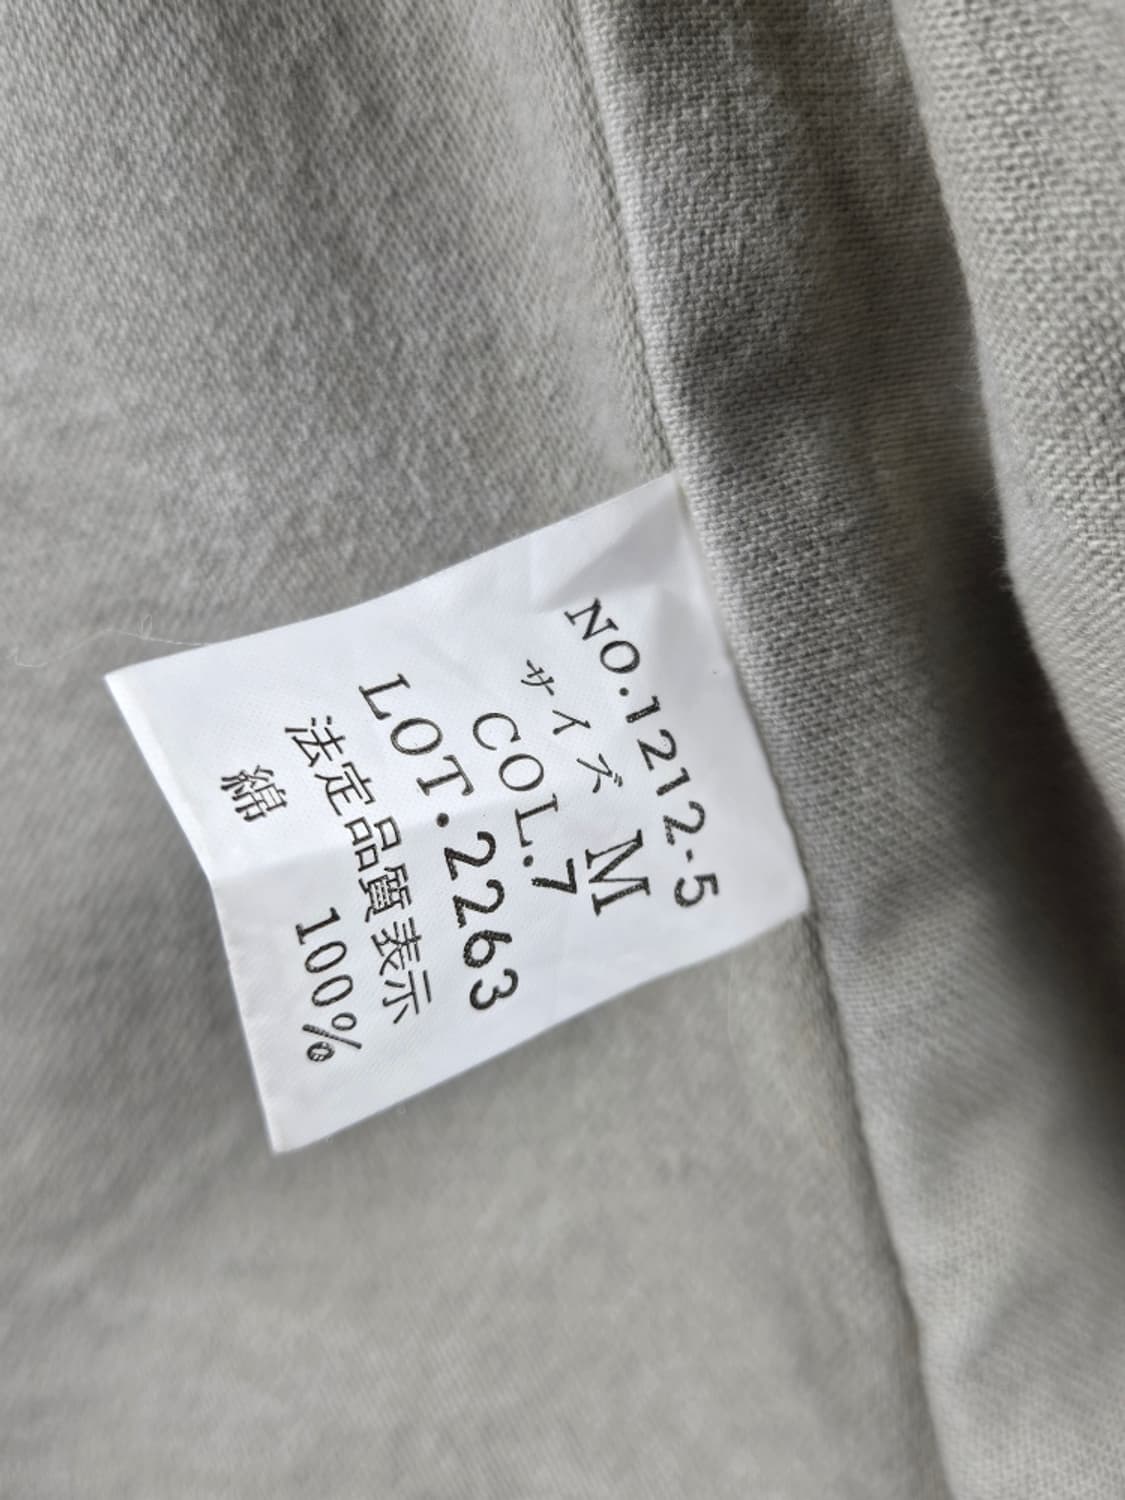 NO.1212-5
サイズ M
COL.7
LOT.2263
法定品質表示
綿 100%